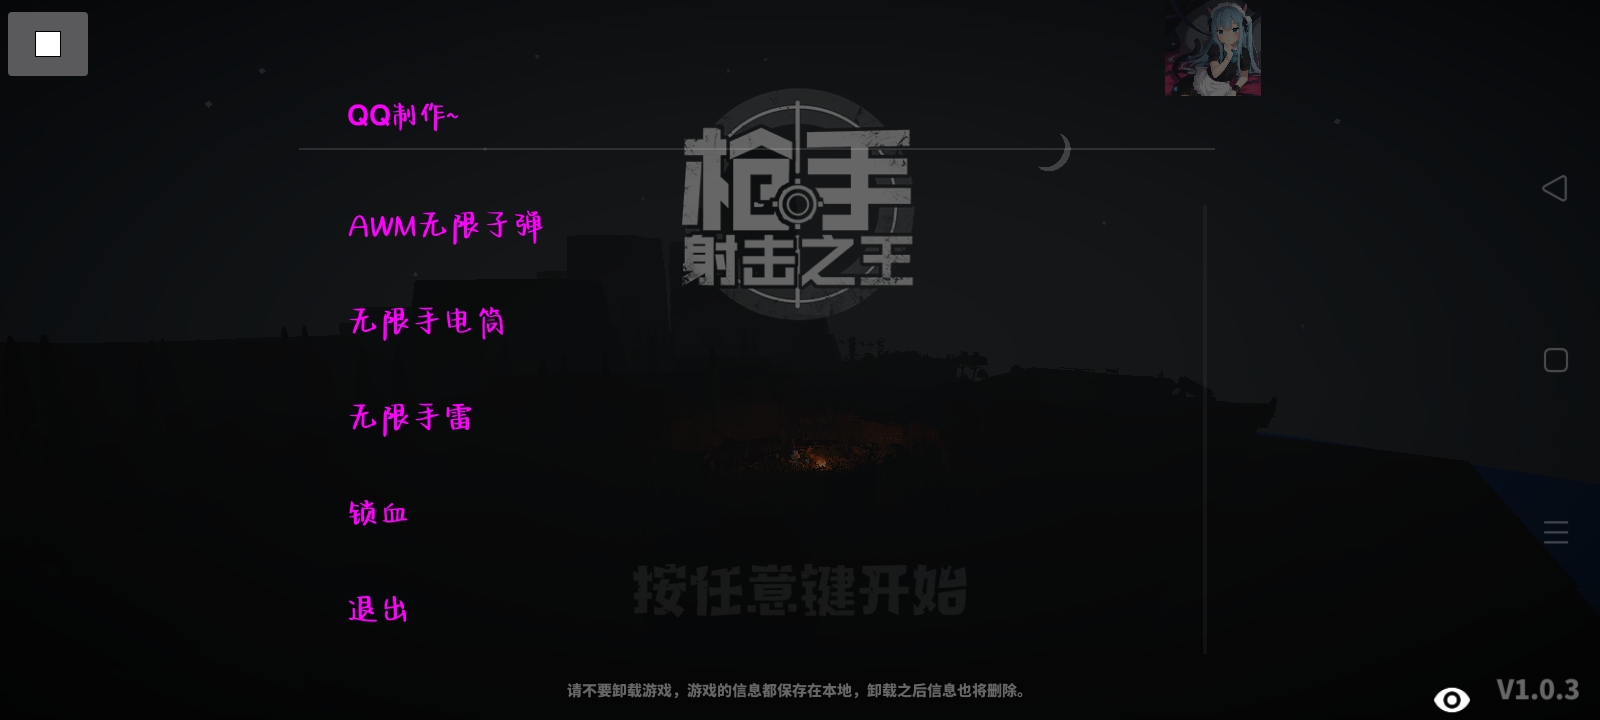 QQ制作~
枪手
射击之王
AWM无限子弹
无限手电筒
无限手雷
锁血
按任意键开始
退出
请不要卸载游戏，游戏的信息都保存在本地，卸载之后信息也将删除。
V1.0.3